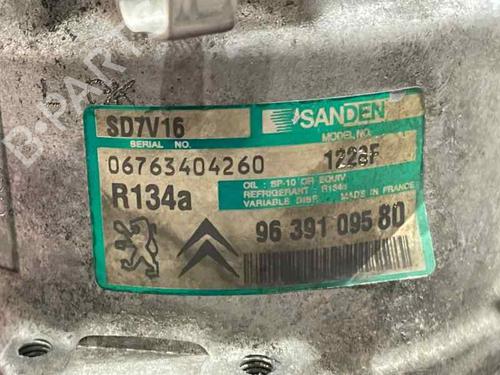 SD7V16
SANDEN
SERIAL NO.
MODEL NO.
06763404260
1223F
R134a
OIL : SP-10 OR EQUIV
REFRIGERANT : R134a
VARIABLE DISP. MADE IN FRANCE
96 391 095 80
B-PARTS